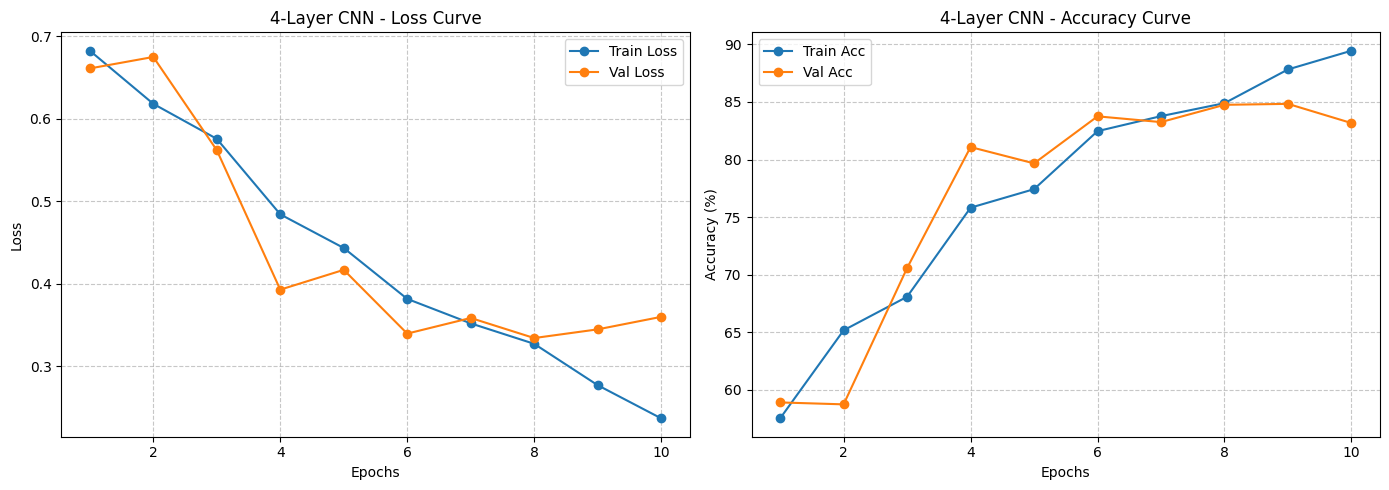 4-Layer CNN - Loss Curve
0.7
0.6
0.5
0.4
0.3
Loss
2
4
6
8
10
Epochs
Train Loss
Val Loss
4-Layer CNN - Accuracy Curve
90
85
80
75
70
65
60
Accuracy (%)
2
4
6
8
10
Epochs
Train Acc
Val Acc